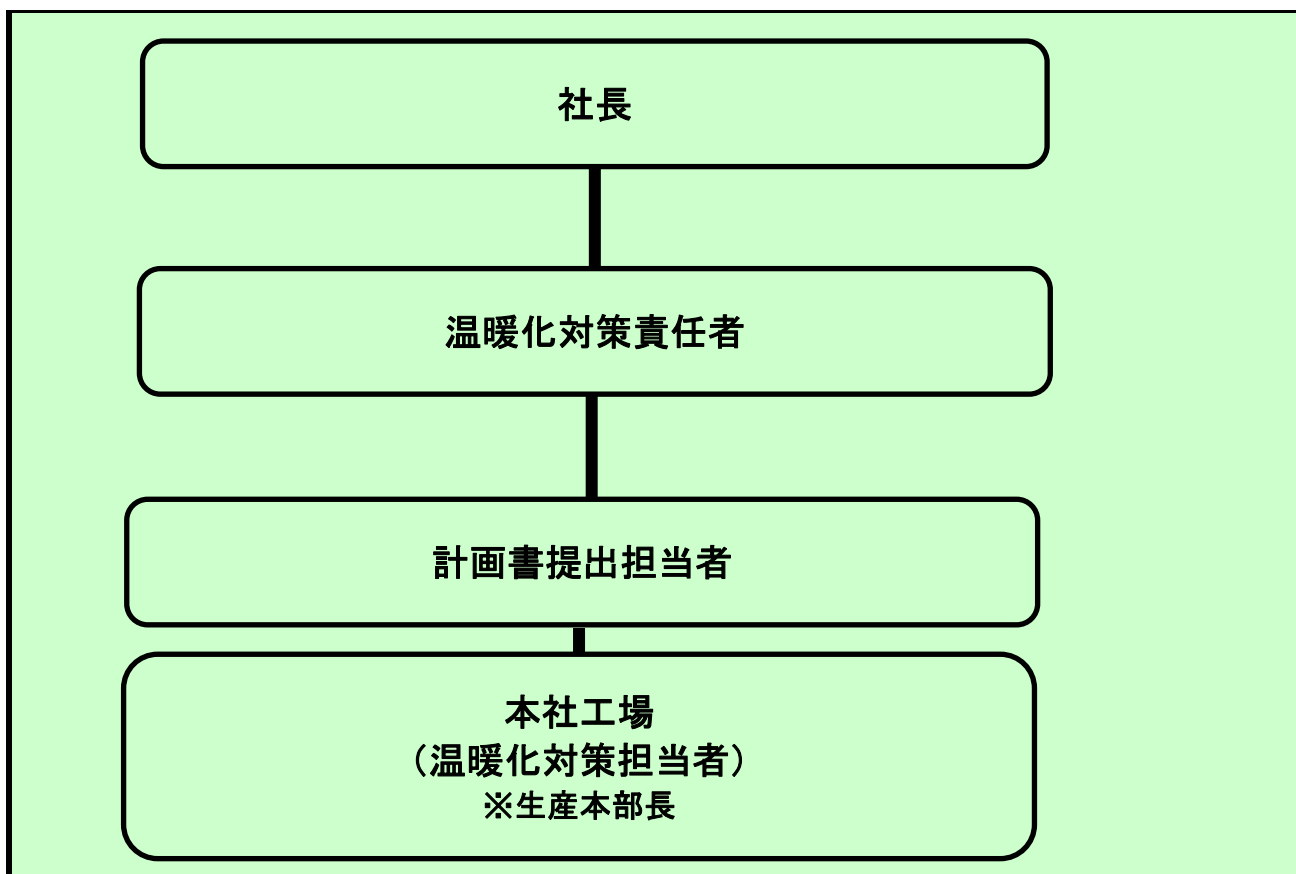 社長
温暖化対策責任者
計画書提出担当者
本社工場
（温暖化対策担当者）
※生産本部長